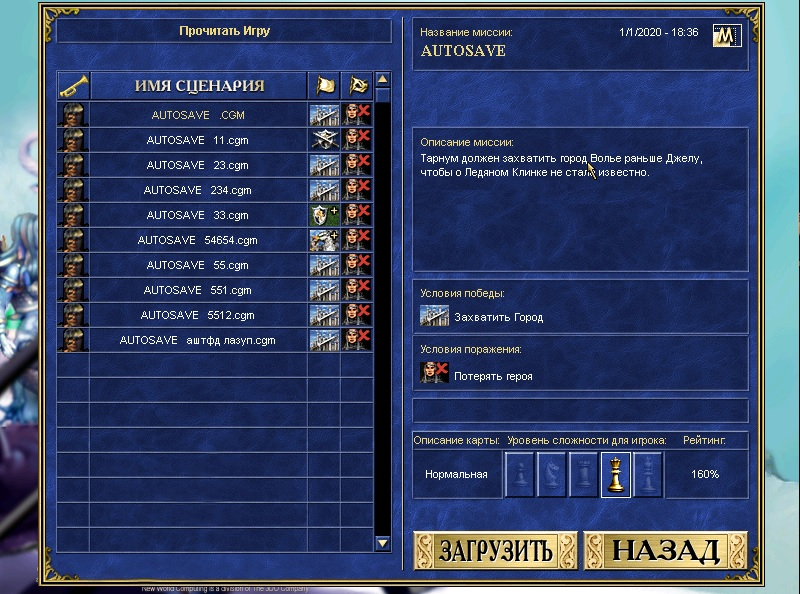 Прочитать Игру
ИМЯ СЦЕНАРИЯ
AUTOSAVE .CGM
AUTOSAVE 11.cgm
AUTOSAVE 23.cgm
AUTOSAVE 234.cgm
AUTOSAVE 33.cgm
AUTOSAVE 54654.cgm
AUTOSAVE 55.cgm
AUTOSAVE 551.cgm
AUTOSAVE 5512.cgm
AUTOSAVE аштфд лазуп.cgm
Название миссии:
1/1/2020 - 18:36
M
AUTOSAVE
Описание миссии:
Тарнум должен захватить город Волье раньше Джелу,
чтобы о Ледяном Клинке не стало известно.
Условия победы:
Захватить Город
Условия поражения:
Потерять героя
Описание карты: Уровень сложности для игрока: Рейтинг:
Нормальная 160%
ЗАГРУЗИТЬ НАЗАД
New World Computing is a division of The 3DO Company.